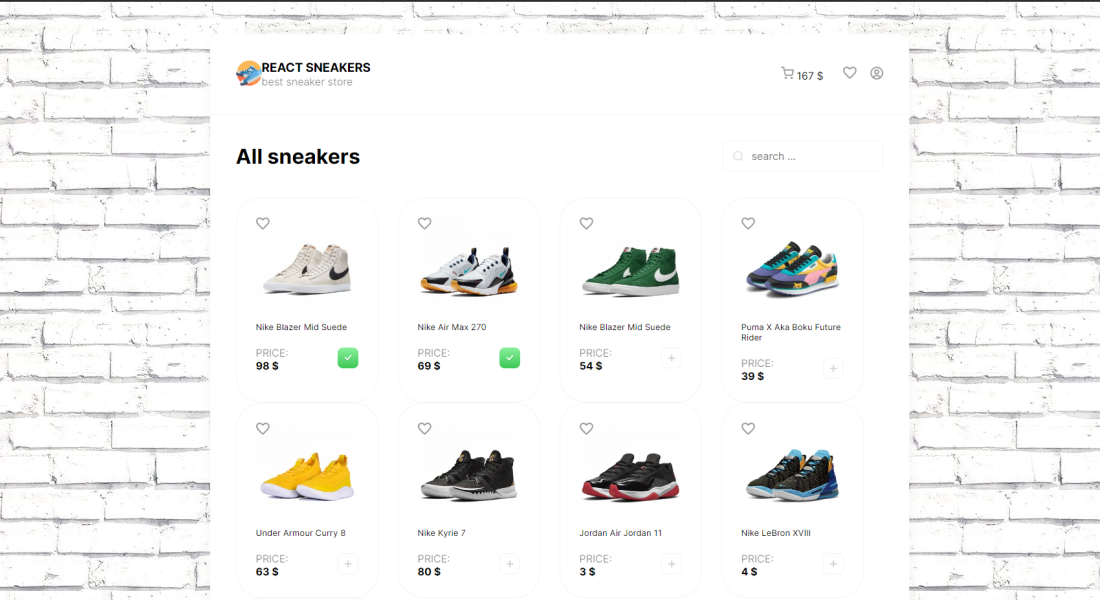 REACT SNEAKERS
best sneaker store
167 $
All sneakers
search ...
Nike Blazer Mid Suede
PRICE:
98 $
Nike Air Max 270
PRICE:
69 $
Nike Blazer Mid Suede
PRICE:
54 $
Puma X Aka Boku Future
Rider
PRICE:
39 $
Under Armour Curry 8
PRICE:
63 $
Nike Kyrie 7
PRICE:
80 $
Jordan Air Jordan 11
PRICE:
3 $
Nike LeBron XVIII
PRICE:
4 $